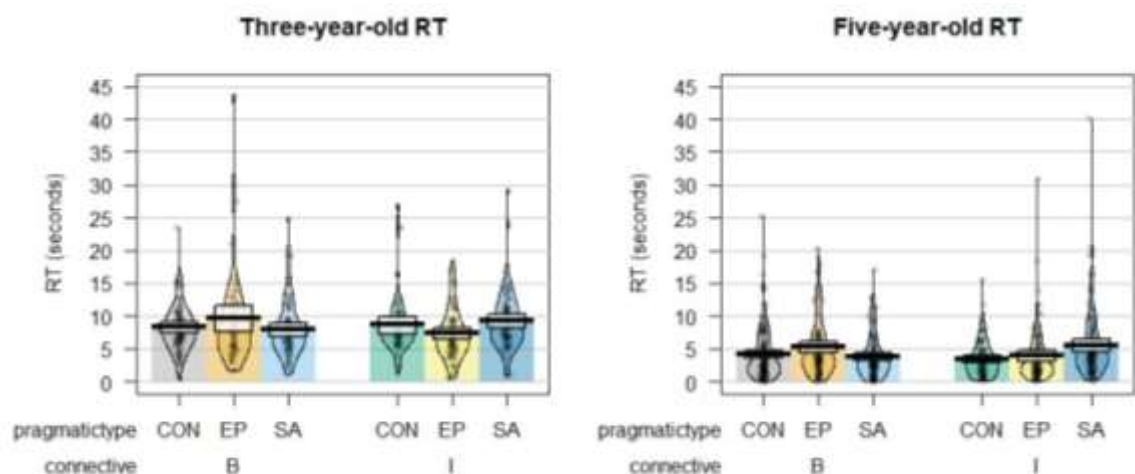 Three-year-old RT
Five-year-old RT
RT (seconds)
45
40
35
30
25
20
15
10
5
0
pragmatictype CON EP SA CON EP SA
connective B I
RT (seconds)
45
40
35
30
25
20
15
10
5
0
pragmatictype CON EP SA CON EP SA
connective B I